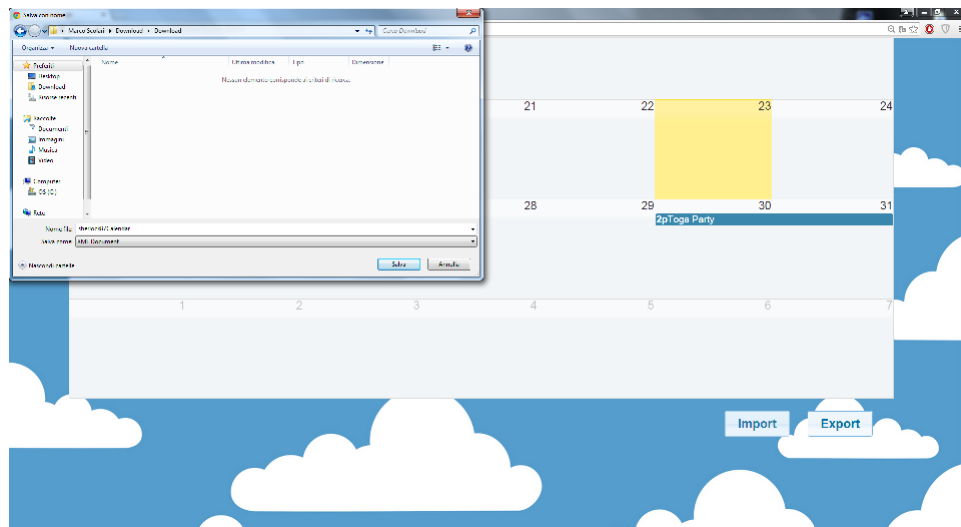 Salva con nome
Marco Scolari ▸ Download ▸ Download
Cerca Download
Organizza
Nuova cartella
Preferiti
Desktop
Download
Risorse recenti
Raccolte
Documenti
Immagini
Musica
Video
Computer
OS (C:)
Rete
Nome
Ultima modifica
Tipo
Dimensione
Nessun elemento corrisponde ai criteri di ricerca.
Nome file:
Salva come:
XML Document
Nascondi cartelle
Salva
Annulla
21 22 23 24
28 29 30 31
2pToga Party
1 2 3 4 5 6 7
Import
Export